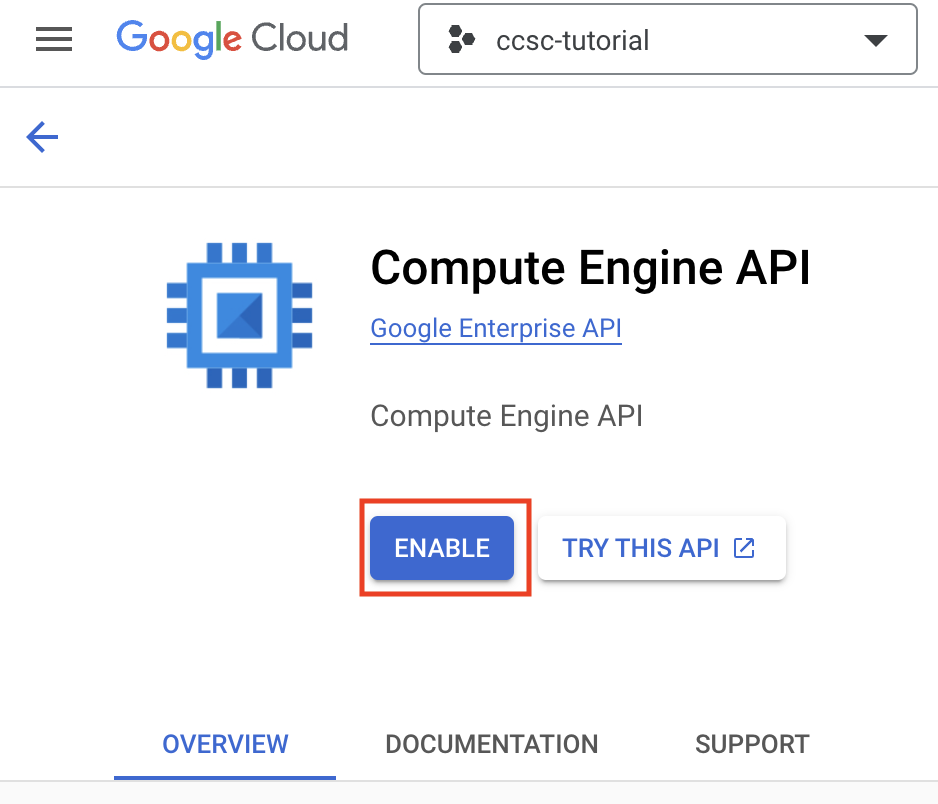 Google Cloud ccsc-tutorial
Compute Engine API
Google Enterprise API
Compute Engine API
ENABLE TRY THIS API
OVERVIEW DOCUMENTATION SUPPORT